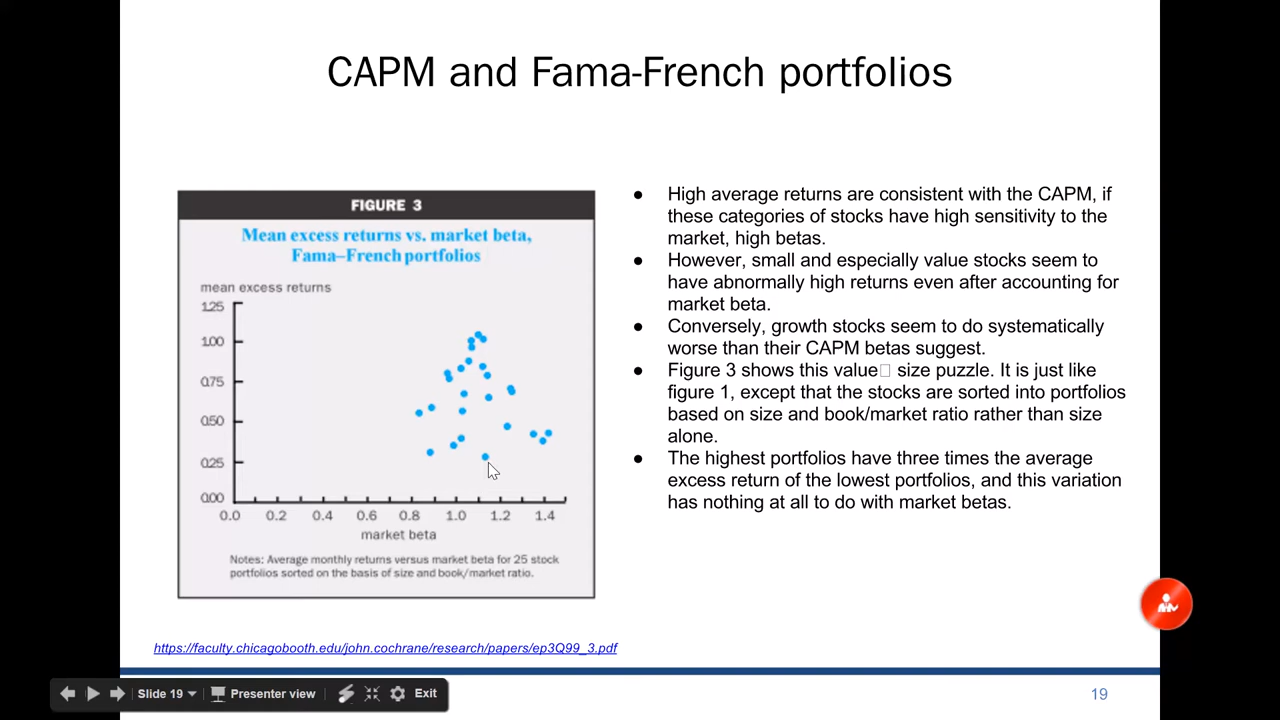 CAPM and Fama-French portfolios
FIGURE 3
Mean excess returns vs. market beta,
Fama–French portfolios
mean excess returns
1.25
1.00
0.75
0.50
0.25
0.00
0.0 0.2 0.4 0.6 0.8 1.0 1.2 1.4
market beta
Notes: Average monthly returns versus market beta for 25 stock
portfolios sorted on the basis of size and book/market ratio.
● High average returns are consistent with the CAPM, if
these categories of stocks have high sensitivity to the
market, high betas.
● However, small and especially value stocks seem to
have abnormally high returns even after accounting for
market beta.
● Conversely, growth stocks seem to do systematically
worse than their CAPM betas suggest.
● Figure 3 shows this value□ size puzzle. It is just like
figure 1, except that the stocks are sorted into portfolios
based on size and book/market ratio rather than size
alone.
● The highest portfolios have three times the average
excess return of the lowest portfolios, and this variation
has nothing at all to do with market betas.
https://faculty.chicagobooth.edu/john.cochrane/research/papers/ep3Q99_3.pdf
Slide 19 Presenter view Exit
19